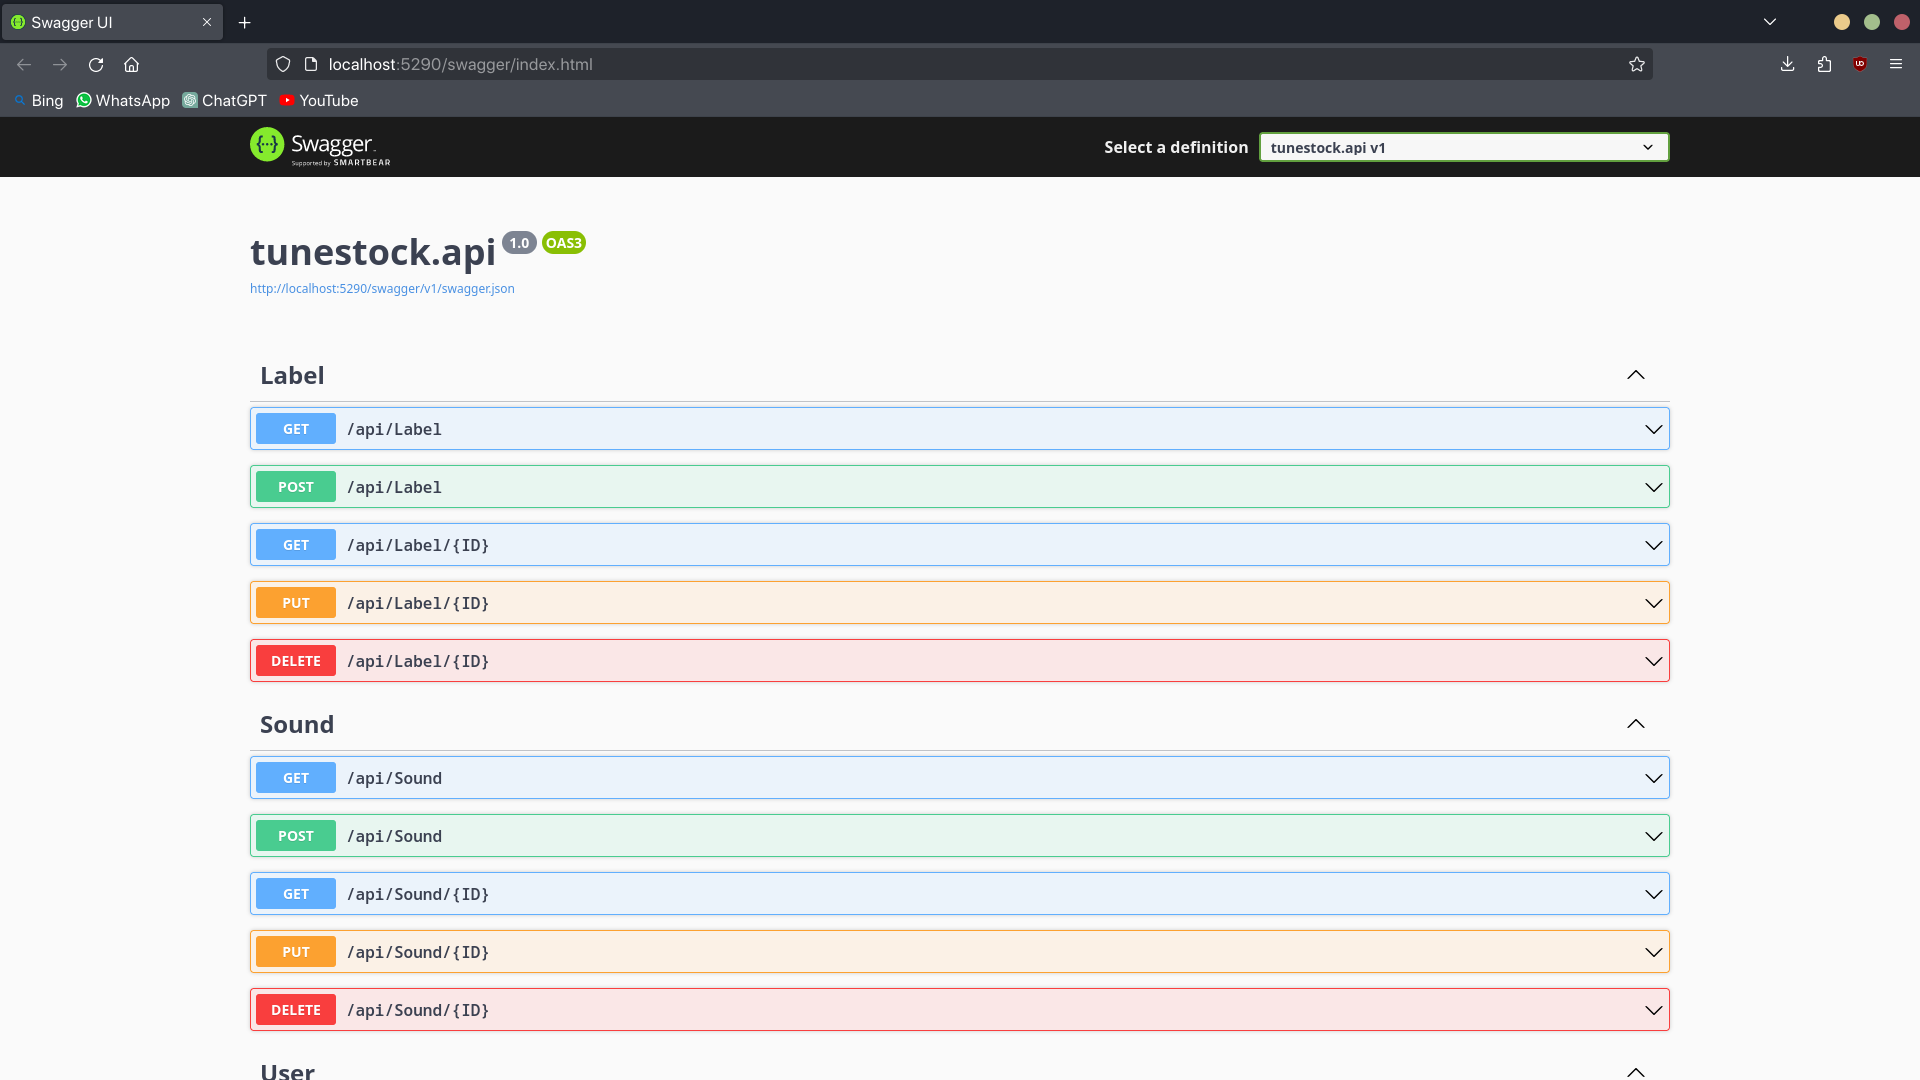 Swagger UI
localhost:5290/swagger/index.html
Bing WhatsApp ChatGPT YouTube
Swagger
Supported by SMARTBEAR
Select a definition tunestock.api v1
tunestock.api 1.0 OAS3
http://localhost:5290/swagger/v1/swagger.json
Label
GET /api/Label
POST /api/Label
GET /api/Label/{ID}
PUT /api/Label/{ID}
DELETE /api/Label/{ID}
Sound
GET /api/Sound
POST /api/Sound
GET /api/Sound/{ID}
PUT /api/Sound/{ID}
DELETE /api/Sound/{ID}
User